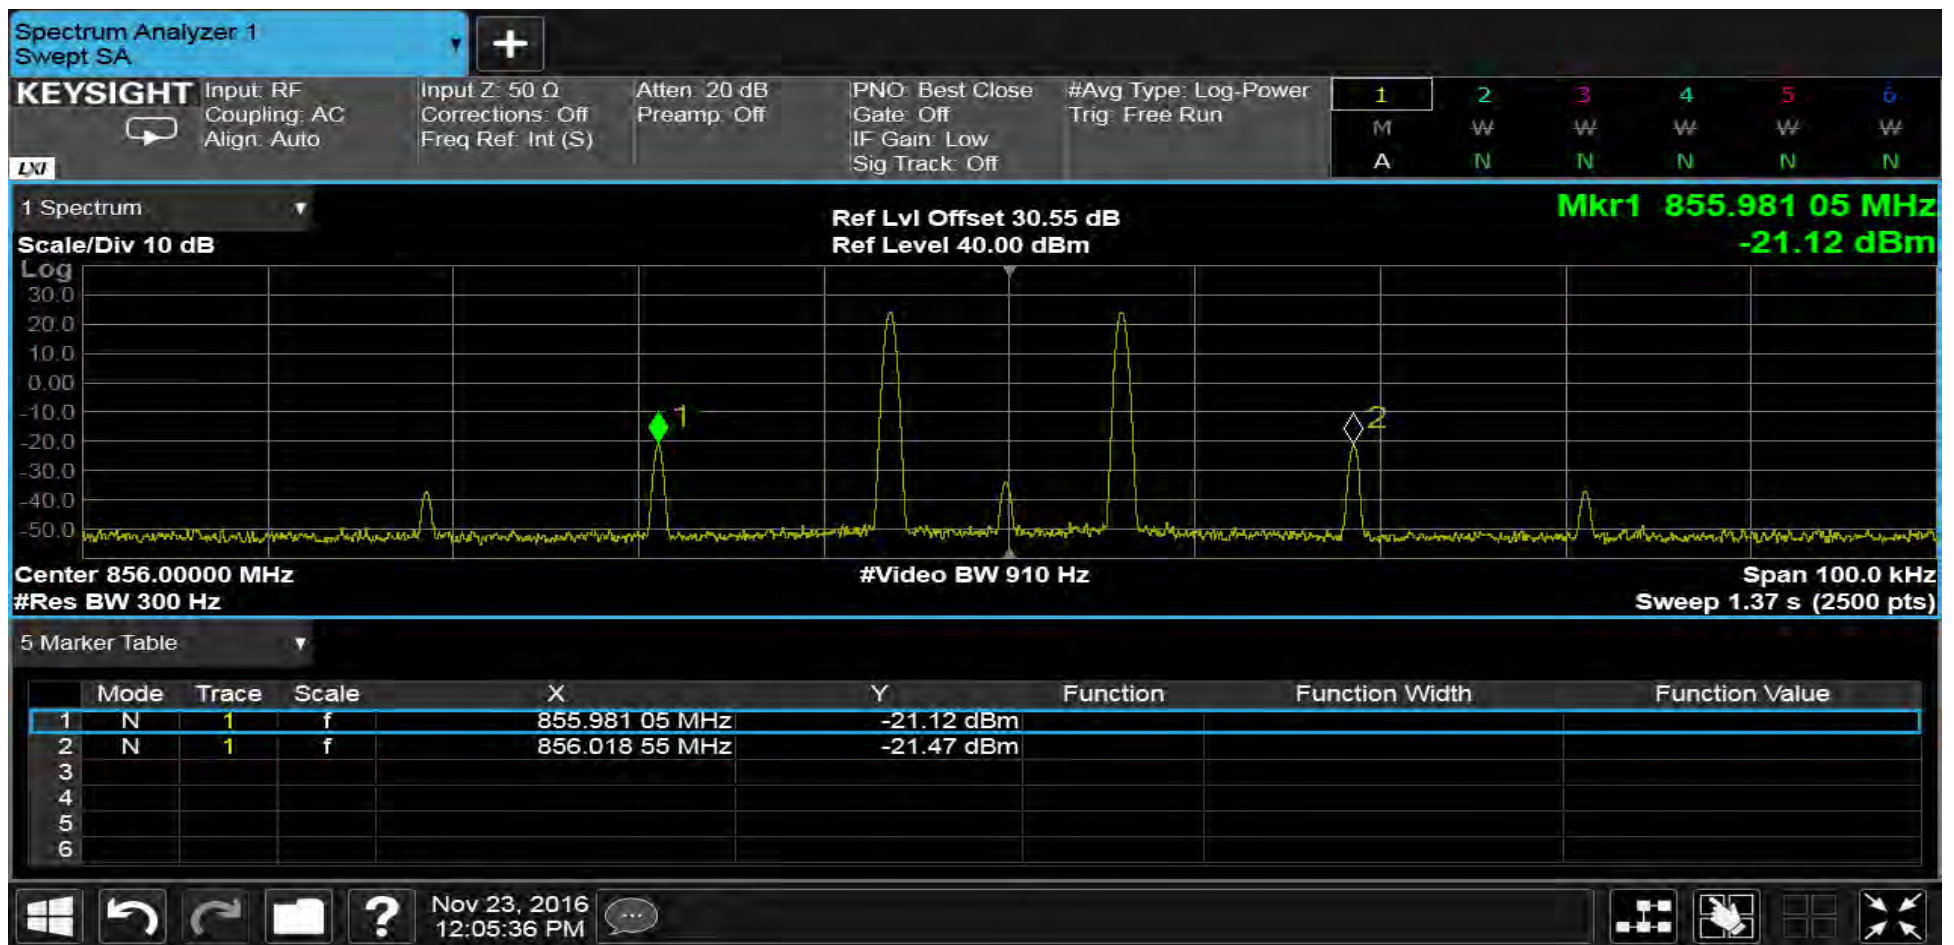 Spectrum Analyzer 1
Swept SA
KEYSIGHT
LXI
Input: RF
Coupling: AC
Align: Auto
Input Z: 50 Ω
Corrections: Off
Freq Ref: Int (S)
Atten: 20 dB
Preamp: Off
PNO: Best Close
Gate: Off
IF Gain: Low
Sig Track: Off
#Avg Type: Log-Power
Trig: Free Run
1 2 3 4 5 6
M W W W W W
A N N N N N
1 Spectrum
Scale/Div 10 dB
Ref Lvl Offset 30.55 dB
Ref Level 40.00 dBm
Mkr1 855.981 05 MHz
-21.12 dBm
Log
30.0
20.0
10.0
0.00
-10.0
-20.0
-30.0
-40.0
-50.0
1
2
Center 856.00000 MHz
#Res BW 300 Hz
#Video BW 910 Hz
Span 100.0 kHz
Sweep 1.37 s (2500 pts)
5 Marker Table
Mode Trace Scale X Y Function Function Width Function Value
1 N 1 f 855.981 05 MHz -21.12 dBm
2 N 1 f 856.018 55 MHz -21.47 dBm
3
4
5
6
?
Nov 23, 2016
12:05:36 PM